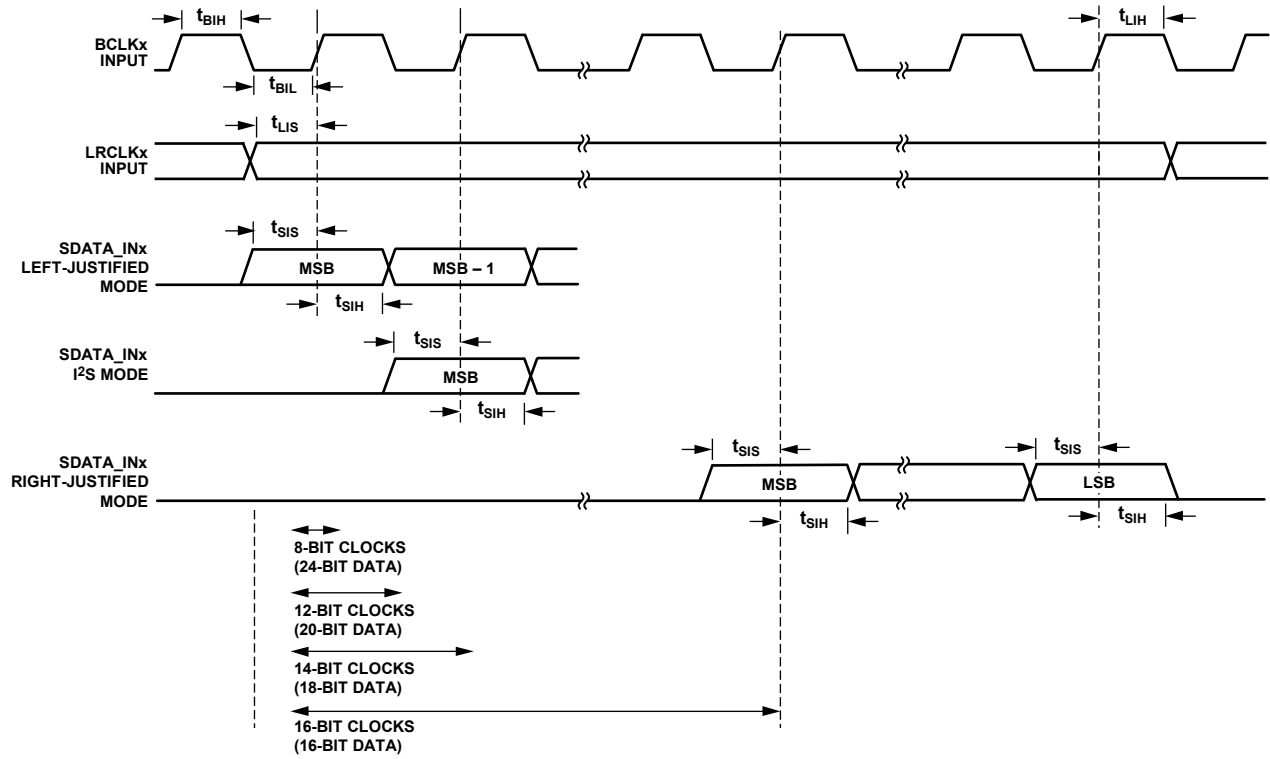 tBIH
tLIH
BCLKx
INPUT
tBIL
tLIS
LRCLKx
INPUT
tSIS
SDATA_INx
LEFT-JUSTIFIED
MODE
MSB
MSB – 1
tSIH
tSIS
SDATA_INx
I²S MODE
MSB
tSIH
tSIS
tSIS
SDATA_INx
RIGHT-JUSTIFIED
MODE
MSB
LSB
tSIH
tSIH
8-BIT CLOCKS
(24-BIT DATA)
12-BIT CLOCKS
(20-BIT DATA)
14-BIT CLOCKS
(18-BIT DATA)
16-BIT CLOCKS
(16-BIT DATA)